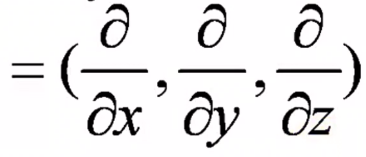 = (∂/∂x, ∂/∂y, ∂/∂z)